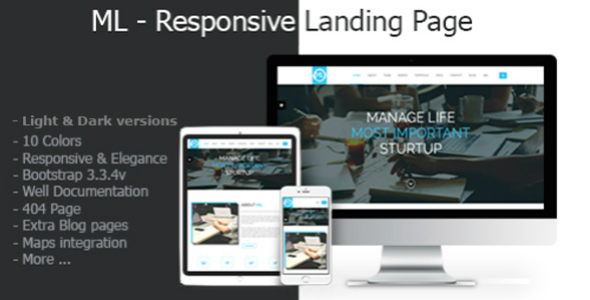 ML - Responsive Landing Page
- Light & Dark versions
- 10 Colors
- Responsive & Elegance
- Bootstrap 3.3.4v
- Well Documentation
- 404 Page
- Extra Blog pages
- Maps integration
- More ...
MANAGE LIFE
MOST IMPORTANT
STURTUP
MANAGE LIFE
STURTUP
ABOUT ML